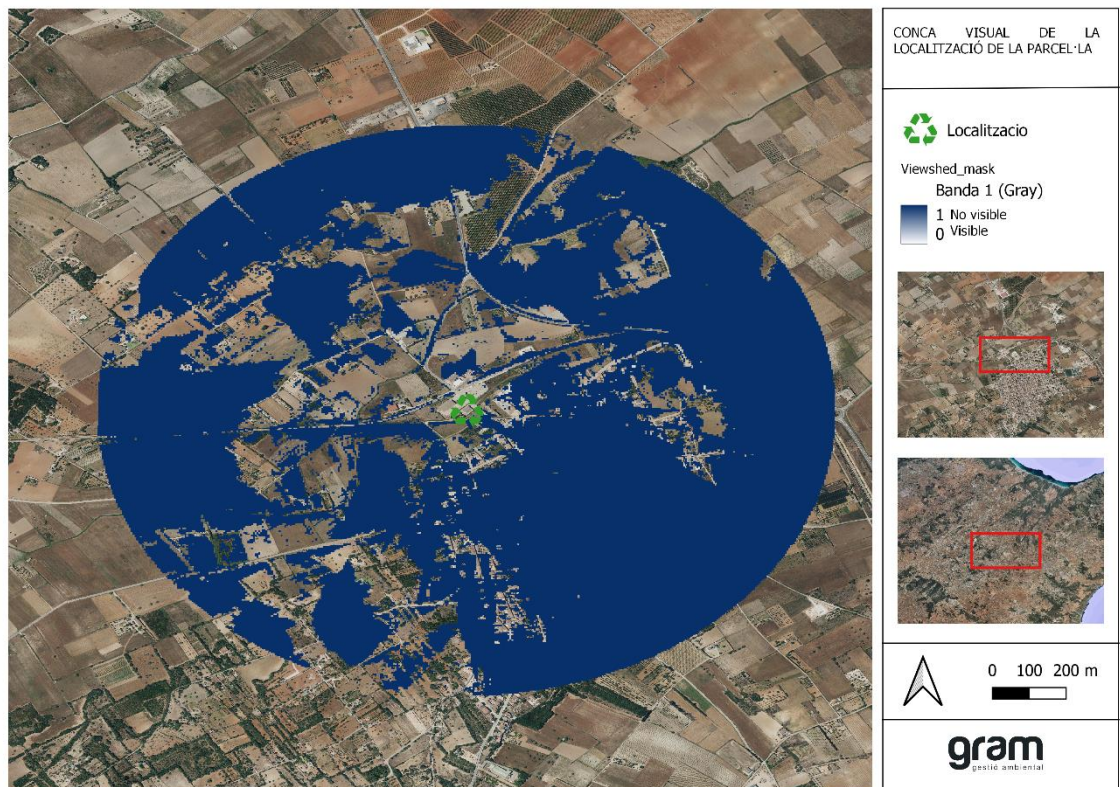 CONCA VISUAL DE LA
LOCALITZACIÓ DE LA PARCEL·LA
Localitzacio
Viewshed_mask
Banda 1 (Gray)
1 No visible
0 Visible
0 100 200 m
gram
gestió ambiental